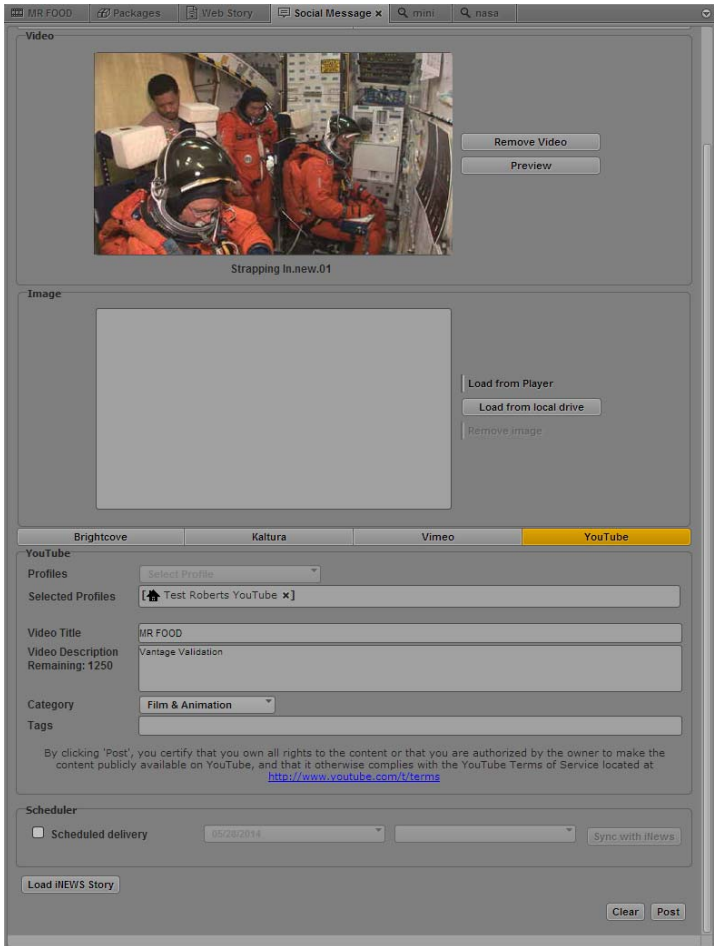 MR FOOD Packages Web Story Social Message × mini nasa
Video
Remove Video
Preview
Strapping In.new.01
Image
Load from Player
Load from local drive
Remove image
Brightcove Kaltura Vimeo YouTube
YouTube
Profiles Select Profile
Selected Profiles [ Test Roberts YouTube ×]
Video Title MR FOOD
Video Description Vantage Validation
Remaining: 1250
Category Film & Animation
Tags
By clicking 'Post', you certify that you own all rights to the content or that you are authorized by the owner to make the
content publicly available on YouTube, and that it otherwise complies with the YouTube Terms of Service located at
http://www.youtube.com/t/terms
Scheduler
Scheduled delivery 05/28/2014 Sync with iNews
Load iNEWS Story
Clear Post